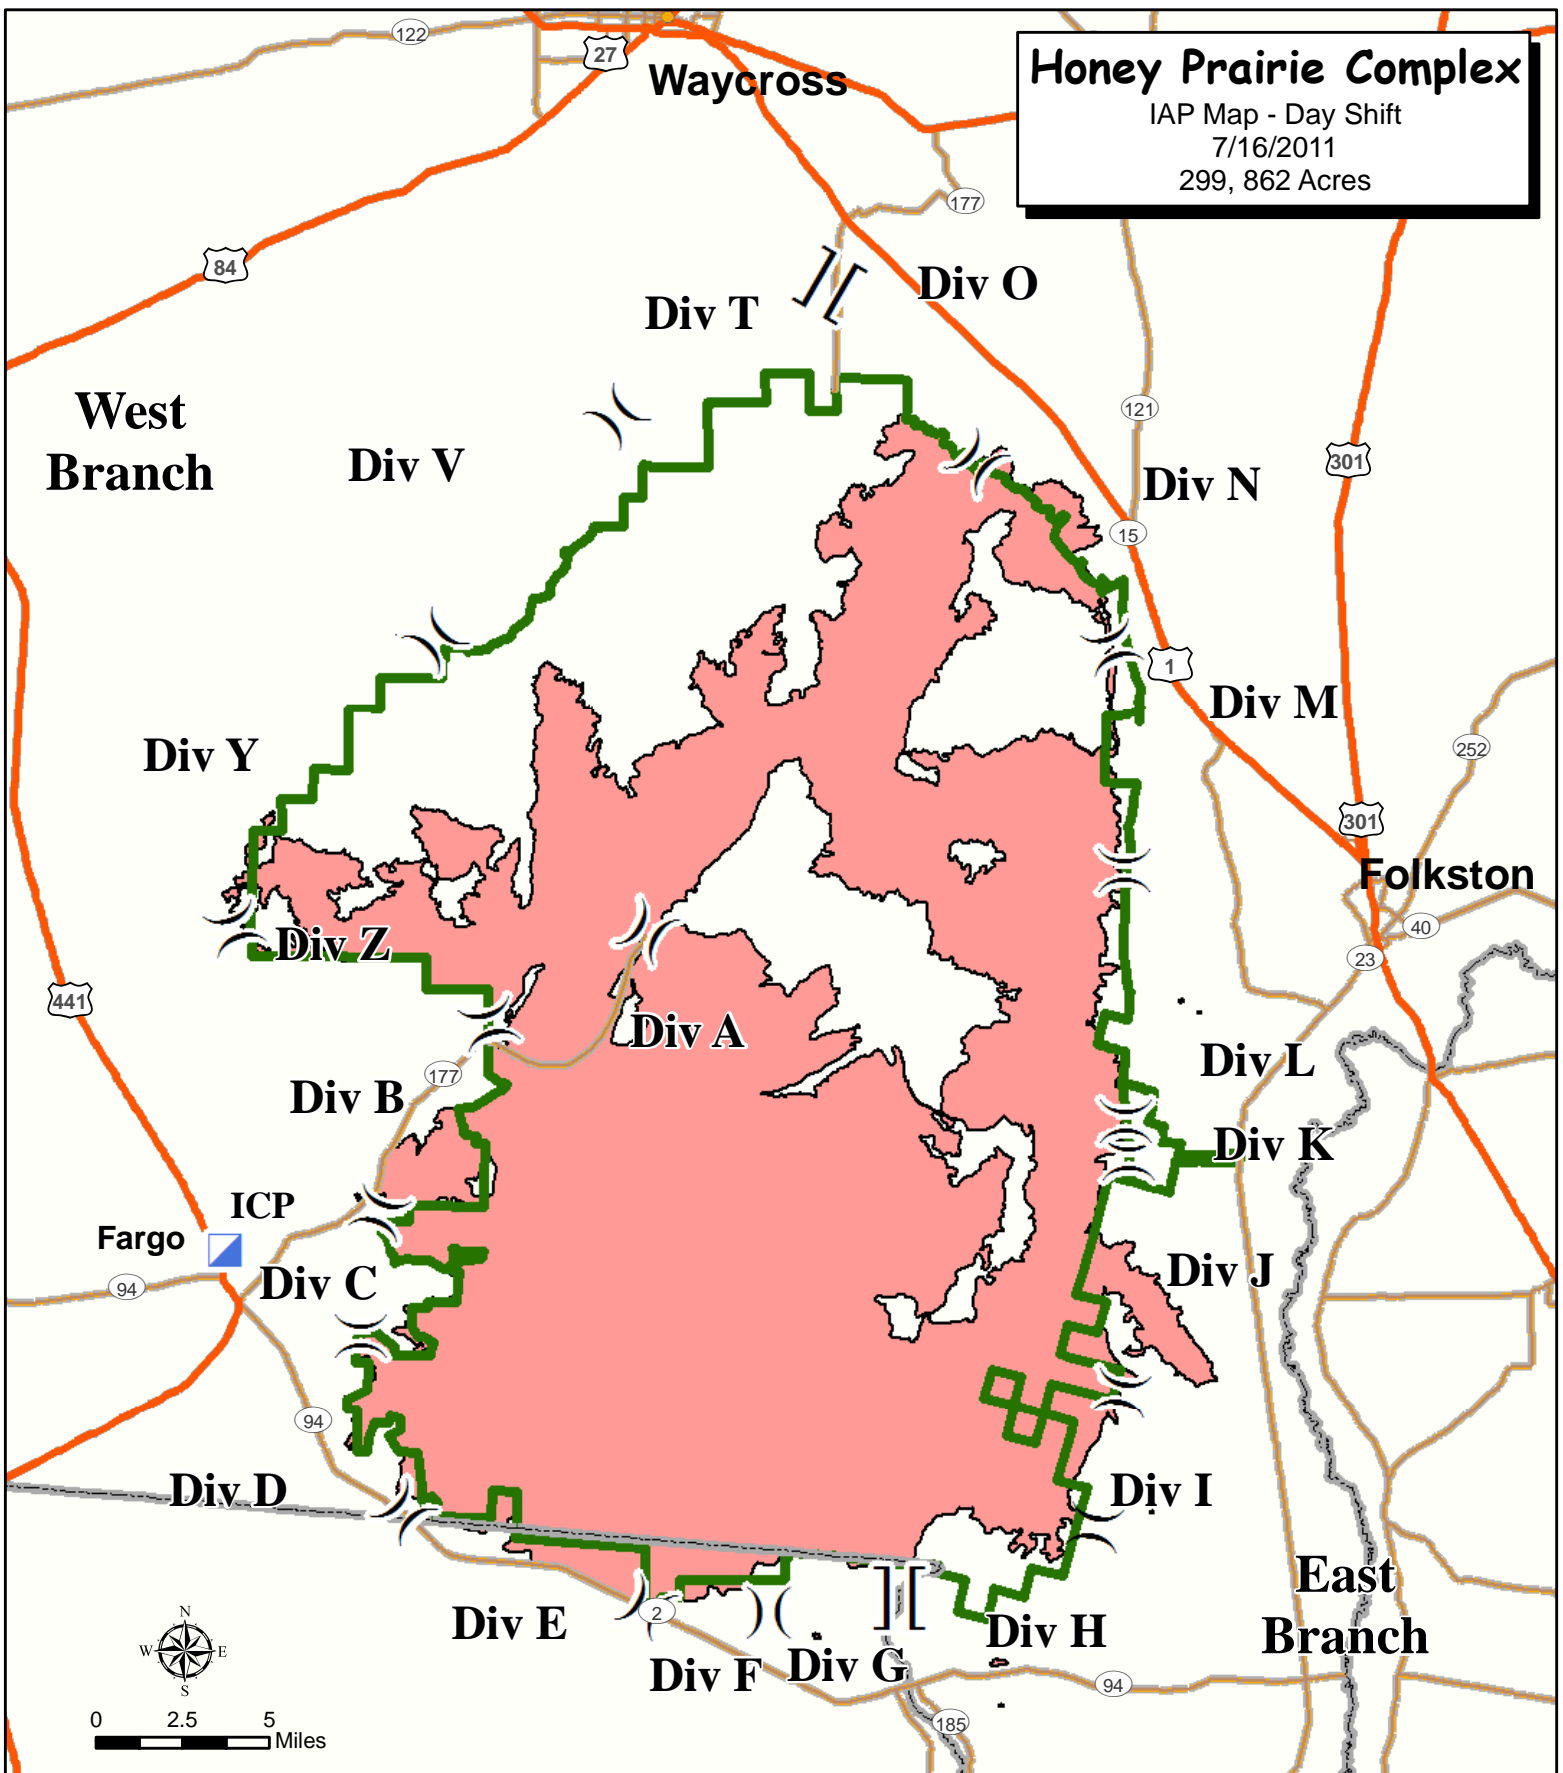 Honey Prairie Complex
IAP Map - Day Shift
7/16/2011
299, 862 Acres
122
27
Waycross
177
84
Div O
Div T
West
Branch
Div V
121
301
Div N
15
1
Div M
Div Y
252
301
Folkston
40
23
Div Z
441
Div A
Div L
177
Div B
Div K
ICP
Fargo
94
Div C
Div J
94
Div D
Div I
East
Branch
Div E
2
Div F
Div G
Div H
94
185
N
W
E
S
0
2.5
5
Miles